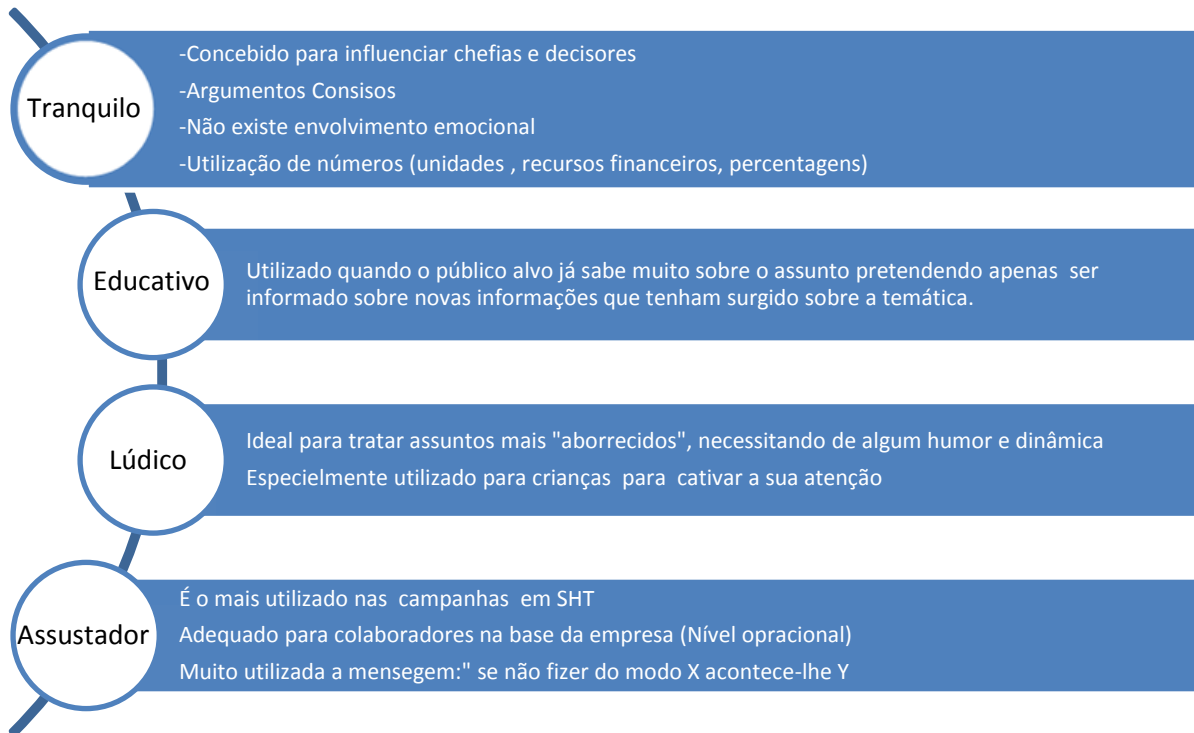 Tranquilo
-Concebido para influenciar chefias e decisores
-Argumentos Consisos
-Não existe envolvimento emocional
-Utilização de números (unidades , recursos financeiros, percentagens)
Educativo
Utilizado quando o público alvo já sabe muito sobre o assunto pretendendo apenas  ser
informado sobre novas informações que tenham surgido sobre a temática.
Lúdico
Ideal para tratar assuntos mais "aborrecidos", necessitando de algum humor e dinâmica
Especielmente utilizado para crianças  para  cativar a sua atenção
Assustador
É o mais utilizado nas  campanhas  em SHT
Adequado para colaboradores na base da empresa (Nível opracional)
Muito utilizada a mensegem:" se não fizer do modo X acontece-lhe Y